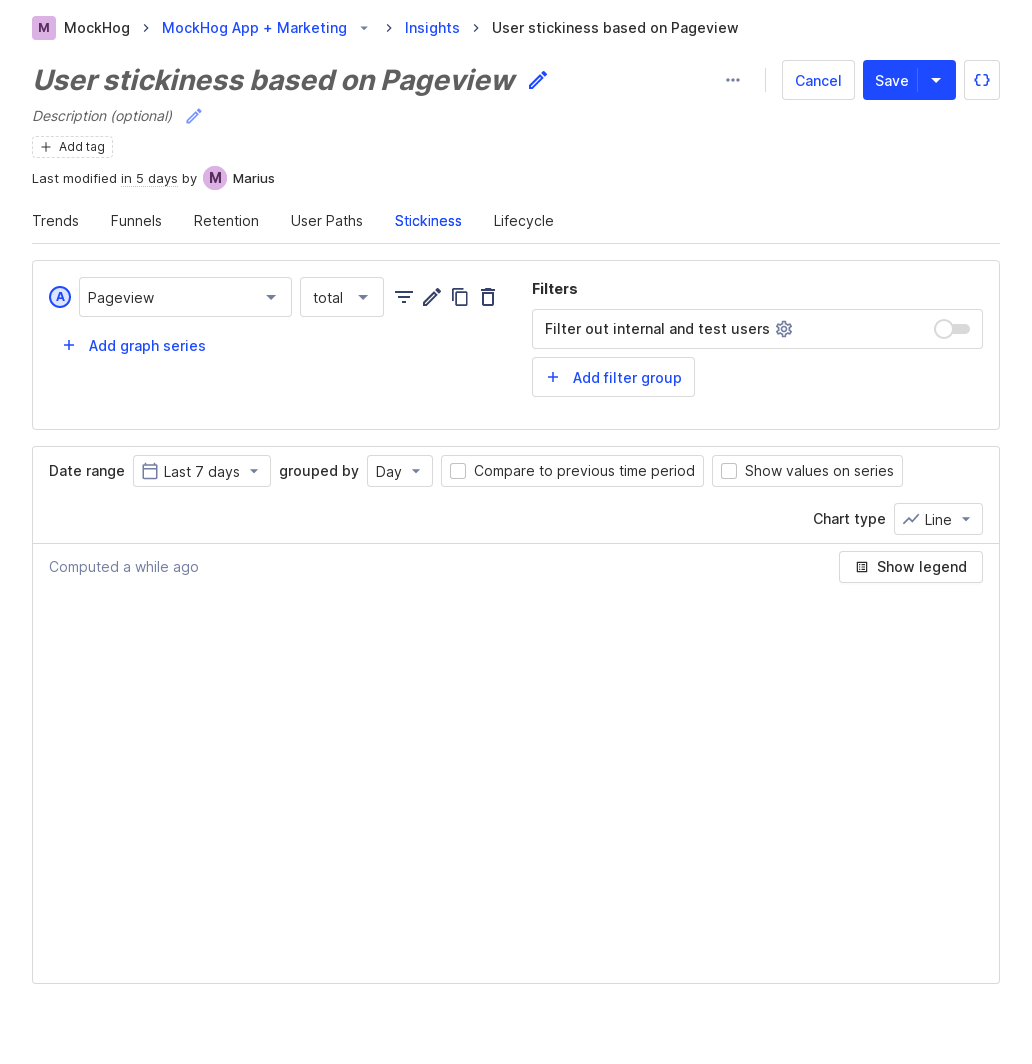 M MockHog MockHog App + Marketing Insights User stickiness based on Pageview
User stickiness based on Pageview
Cancel Save
Description (optional)
Add tag
Last modified in 5 days by M Marius
Trends Funnels Retention User Paths Stickiness Lifecycle
A Pageview total
Add graph series
Filters
Filter out internal and test users
Add filter group
Date range Last 7 days grouped by Day Compare to previous time period Show values on series
Chart type Line
Computed a while ago Show legend